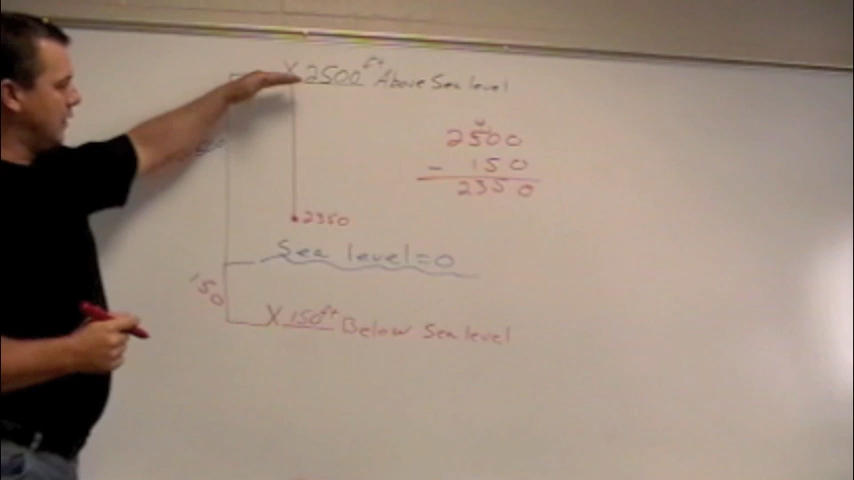 X 2500 ft Above Sea level
2500
- 150
2350
2350
Sea level=0
150
X 150 ft Below Sea level